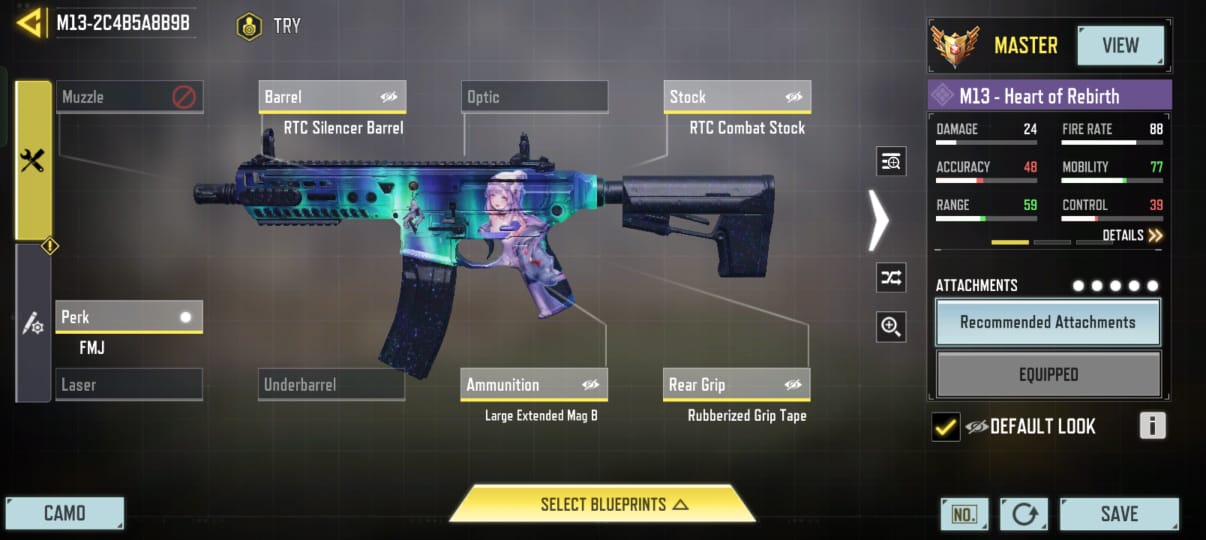 M13-2C4B5A8B9B
TRY
MASTER
VIEW
Muzzle
Barrel
RTC Silencer Barrel
Optic
Stock
RTC Combat Stock
M13 - Heart of Rebirth
DAMAGE 24
FIRE RATE 88
ACCURACY 48
MOBILITY 77
RANGE 59
CONTROL 39
DETAILS
ATTACHMENTS
Recommended Attachments
EQUIPPED
DEFAULT LOOK
Perk
FMJ
Laser
Underbarrel
Ammunition
Large Extended Mag B
Rear Grip
Rubberized Grip Tape
CAMO
SELECT BLUEPRINTS
NO.
SAVE